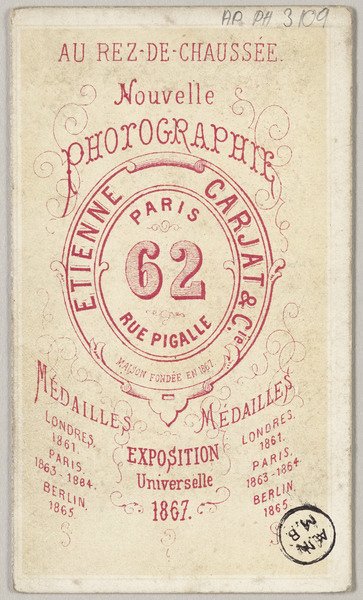 AR PH 3109
AU REZ-DE-CHAUSSÉE.
Nouvelle
PHOTOGRAPHIE
ETIENNE CARJAT & Cie
PARIS
62
RUE PIGALLE
MAISON FONDÉE EN 1867
MÉDAILLES
LONDRES.
1861.
PARIS.
1863-1864.
BERLIN.
1865.
EXPOSITION
Universelle
1867.
MÉDAILLES
LONDRES.
1861.
PARIS.
1863-1864
BERLIN.
1865.
M.B.